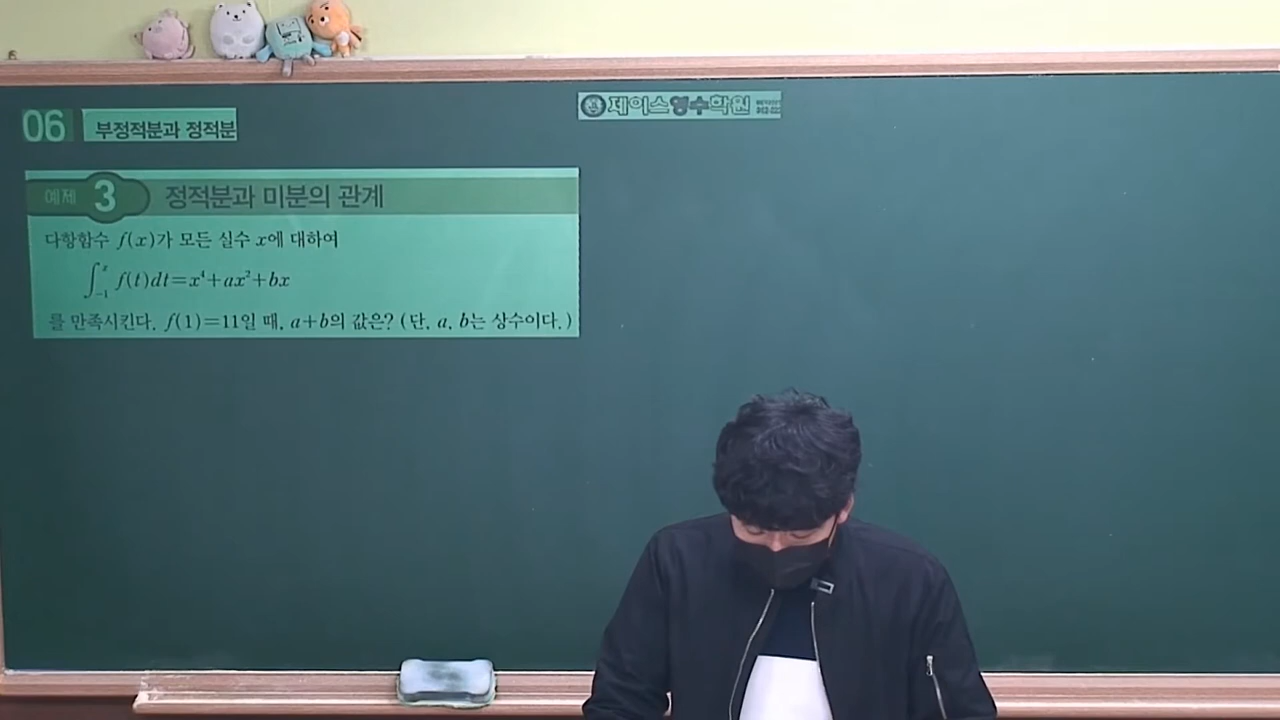 06 부정적분과 정적분
제이스영수학원
예제 3 정적분과 미분의 관계
다항함수 f(x)가 모든 실수 x에 대하여
∫₋₁ˣ f(t)dt=x⁴+ax²+bx
를 만족시킨다. f(1)=11일 때, a+b의 값은? (단, a, b는 상수이다.)